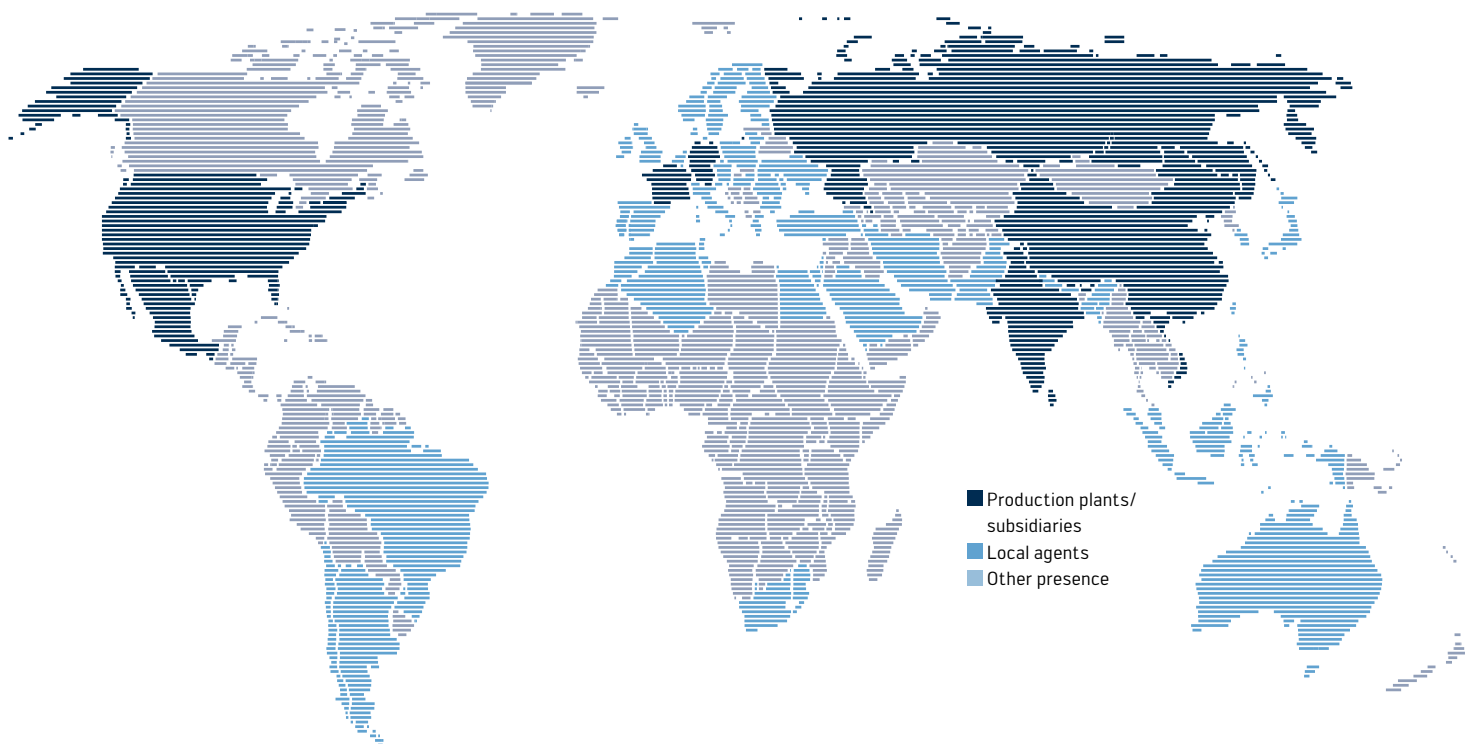 Production plants/
subsidiaries
Local agents
Other presence